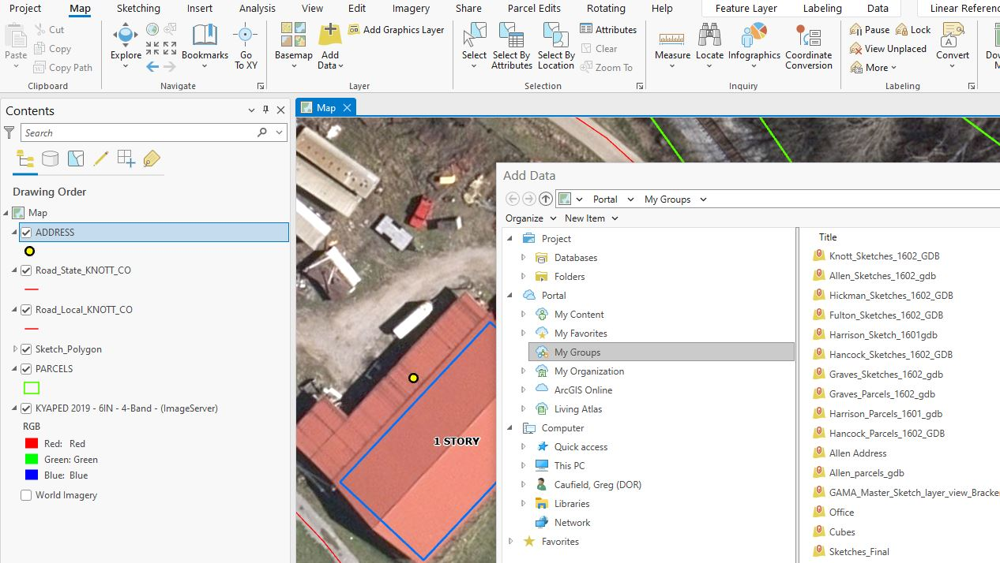 Project Map Sketching Insert Analysis View Edit Imagery Share Parcel Edits Rotating Help Feature Layer Labeling Data Linear
Paste
Cut
Copy
Copy Path
Clipboard
Explore
Bookmarks
Go
To XY
Navigate
Basemap
Add
Data
Add Graphics Layer
Layer
Select
Select By
Attributes
Select By
Location
Attributes
Clear
Zoom To
Selection
Measure
Locate
Infographics
Coordinate
Conversion
Inquiry
Pause
Lock
View Unplaced
More
Convert
Labeling
Contents
Search
Drawing Order
Map
ADDRESS
Road_State_KNOTT_CO
Road_Local_KNOTT_CO
Sketch_Polygon
PARCELS
KYAPED 2019 - 6IN - 4-Band - (ImageServer)
RGB
Red: Red
Green: Green
Blue: Blue
World Imagery
Map
1 STORY
Add Data
Portal My Groups
Organize New Item
Project
Databases
Folders
Portal
My Content
My Favorites
My Groups
My Organization
ArcGIS Online
Living Atlas
Computer
Quick access
This PC
Caufield, Greg (DOR)
Libraries
Network
Favorites
Title
Knott_Sketches_1602_GDB
Allen_Sketches_1602_gdb
Hickman_Sketches_1602_GDB
Fulton_Sketches_1602_GDB
Harrison_Sketch_1601gdb
Hancock_Sketches_1602_GDB
Graves_Sketches_1602_gdb
Graves_Parcels_1602_gdb
Harrison_Parcels_1601_gdb
Hancock_Parcels_1602_GDB
Allen Address
Allen_parcels_gdb
GAMA_Master_Sketch_layer_view_Bracke
Office
Cubes
Sketches_Final